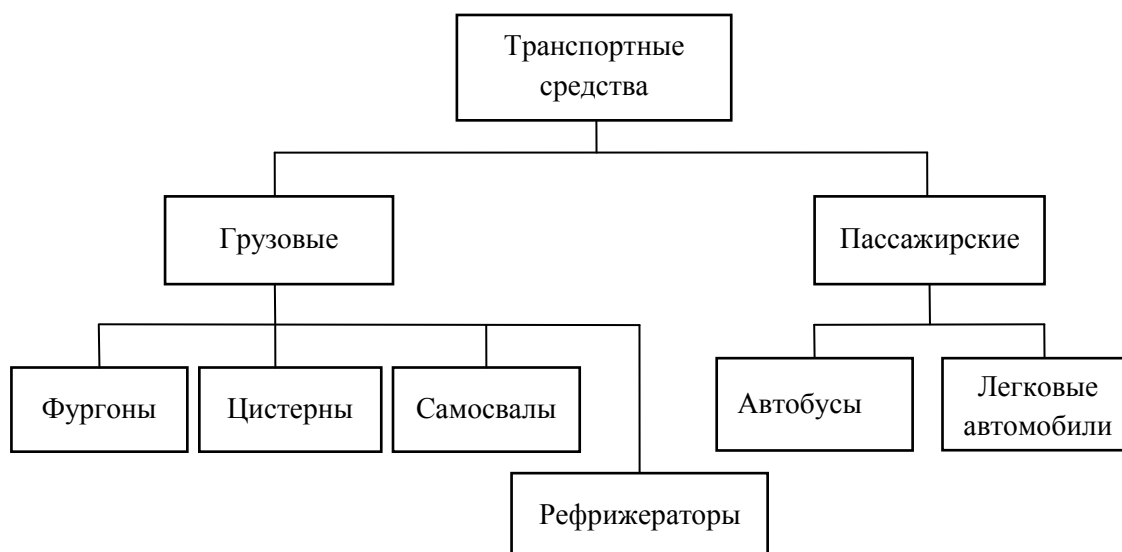 Транспортные
средства
Грузовые
Пассажирские
Фургоны
Цистерны
Самосвалы
Автобусы
Легковые
автомобили
Рефрижераторы